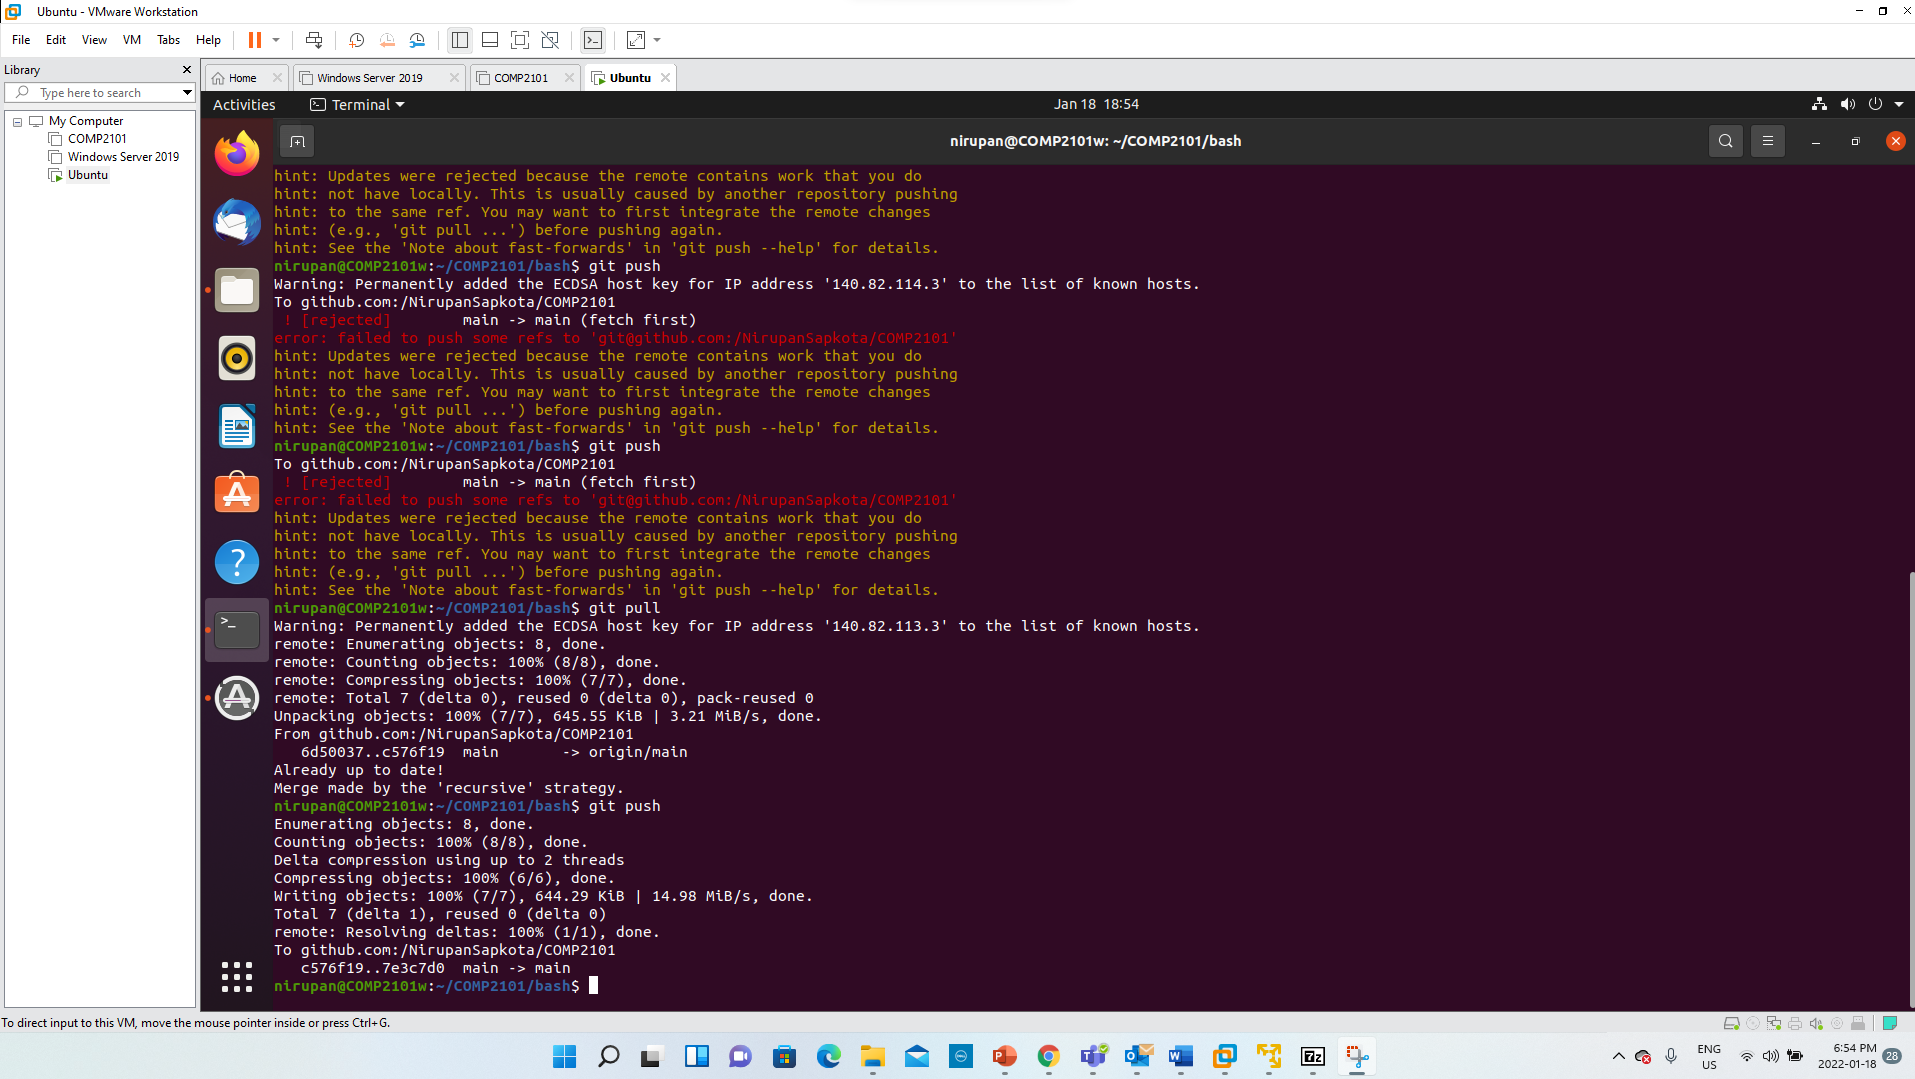 Ubuntu - VMware Workstation
File Edit View VM Tabs Help
Library
Type here to search
My Computer
COMP2101
Windows Server 2019
Ubuntu
Home Windows Server 2019 COMP2101 Ubuntu
Activities Terminal Jan 18 18:54
nirupan@COMP2101w: ~/COMP2101/bash
hint: Updates were rejected because the remote contains work that you do
hint: not have locally. This is usually caused by another repository pushing
hint: to the same ref. You may want to first integrate the remote changes
hint: (e.g., 'git pull ...') before pushing again.
hint: See the 'Note about fast-forwards' in 'git push --help' for details.
nirupan@COMP2101w:~/COMP2101/bash$ git push
Warning: Permanently added the ECDSA host key for IP address '140.82.114.3' to the list of known hosts.
To github.com:/NirupanSapkota/COMP2101
! [rejected] main -> main (fetch first)
error: failed to push some refs to 'git@github.com:/NirupanSapkota/COMP2101'
hint: Updates were rejected because the remote contains work that you do
hint: not have locally. This is usually caused by another repository pushing
hint: to the same ref. You may want to first integrate the remote changes
hint: (e.g., 'git pull ...') before pushing again.
hint: See the 'Note about fast-forwards' in 'git push --help' for details.
nirupan@COMP2101w:~/COMP2101/bash$ git push
To github.com:/NirupanSapkota/COMP2101
! [rejected] main -> main (fetch first)
error: failed to push some refs to 'git@github.com:/NirupanSapkota/COMP2101'
hint: Updates were rejected because the remote contains work that you do
hint: not have locally. This is usually caused by another repository pushing
hint: to the same ref. You may want to first integrate the remote changes
hint: (e.g., 'git pull ...') before pushing again.
hint: See the 'Note about fast-forwards' in 'git push --help' for details.
nirupan@COMP2101w:~/COMP2101/bash$ git pull
Warning: Permanently added the ECDSA host key for IP address '140.82.113.3' to the list of known hosts.
remote: Enumerating objects: 8, done.
remote: Counting objects: 100% (8/8), done.
remote: Compressing objects: 100% (7/7), done.
remote: Total 7 (delta 0), reused 0 (delta 0), pack-reused 0
Unpacking objects: 100% (7/7), 645.55 KiB | 3.21 MiB/s, done.
From github.com:/NirupanSapkota/COMP2101
6d50037..c576f19 main -> origin/main
Already up to date!
Merge made by the 'recursive' strategy.
nirupan@COMP2101w:~/COMP2101/bash$ git push
Enumerating objects: 8, done.
Counting objects: 100% (8/8), done.
Delta compression using up to 2 threads
Compressing objects: 100% (6/6), done.
Writing objects: 100% (7/7), 644.29 KiB | 14.98 MiB/s, done.
Total 7 (delta 1), reused 0 (delta 0)
remote: Resolving deltas: 100% (1/1), done.
To github.com:/NirupanSapkota/COMP2101
c576f19..7e3c7d0 main -> main
nirupan@COMP2101w:~/COMP2101/bash$
To direct input to this VM, move the mouse pointer inside or press Ctrl+G.
ENG
US
6:54 PM
2022-01-18
28